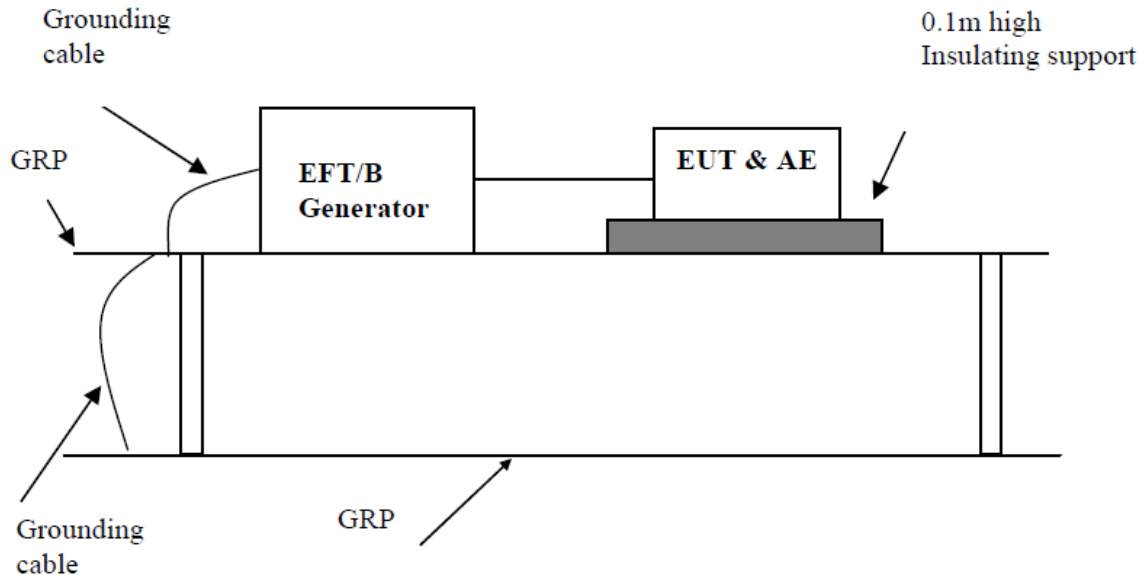 Grounding
cable
0.1m high
Insulating support
GRP
EFT/B
Generator
EUT & AE
GRP
Grounding
cable